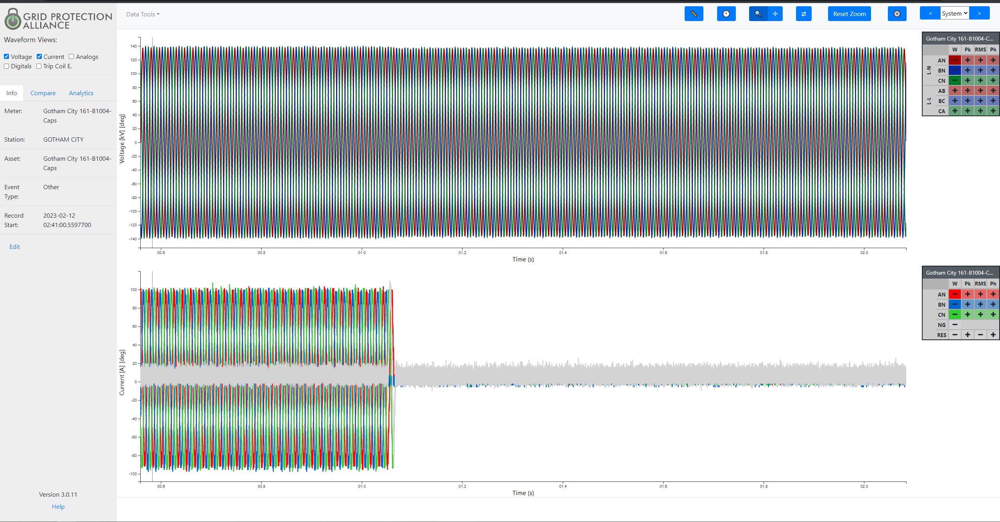 GRID PROTECTION
ALLIANCE
Data Tools
Reset Zoom
<
System
>
Waveform Views:
Voltage Current Analogs
Digitals Trip Coil E.
Info Compare Analytics
Meter: Gotham City 161-B1004-
Caps
Station: GOTHAM CITY
Asset: Gotham City 161-B1004-
Caps
Event
Type:
Other
Record
Start:
2023-02-12
02:41:00.5597700
Edit
Version 3.0.11
Help
Voltage [kV] [deg]
140
120
100
80
60
40
20
0
-20
-40
-60
-80
-100
-120
-140
00.6 00.8 01.0 01.2 01.4 01.6 01.8 02.0
Time (s)
Gotham City 161-B1004-C...
W Pk RMS Ph
L-N
AN - + + +
BN - + + +
CN - + + +
L-L
AB + + + +
BC + + + +
CA + + + +
Current [A] [deg]
100
80
60
40
20
0
-20
-40
-60
-80
-100
00.6 00.8 01.0 01.2 01.4 01.6 01.8 02.0
Time (s)
Gotham City 161-B1004-C...
W Pk RMS Ph
AN - + + +
BN - + + +
CN - + + +
NG -
RES - + - +